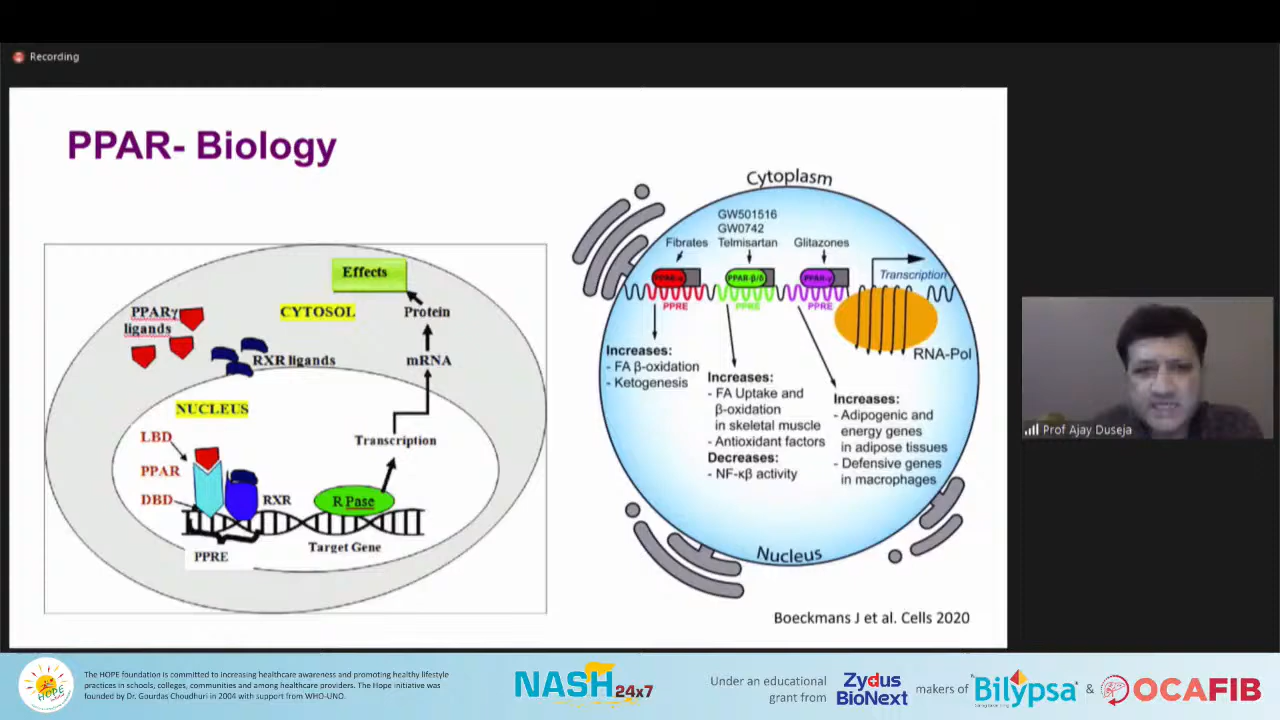 Recording
PPAR- Biology
Effects
CYTOSOL
PPARγ
ligands
Protein
RXR ligands
mRNA
NUCLEUS
LBD
PPAR
DBD
RXR
Transcription
R Pase
Target Gene
PPRE
Cytoplasm
GW501516
GW0742
Fibrates
Telmisartan
Glitazones
PPAR-α
PPAR-β/δ
PPAR-γ
Transcription
PPRE
PPRE
PPRE
RNA-Pol
Increases:
- FA β-oxidation
- Ketogenesis
Increases:
- FA Uptake and
β-oxidation
in skeletal muscle
- Antioxidant factors
Decreases:
- NF-κβ activity
Increases:
- Adipogenic and
energy genes
in adipose tissues
- Defensive genes
in macrophages
Nucleus
Boeckmans J et al. Cells 2020
Prof Ajay Duseja
HOPE
The HOPE foundation is committed to increasing healthcare awareness and promoting healthy lifestyle
practices in schools, colleges, communities and among healthcare providers. The Hope initiative was
founded by Dr. Gourdas Choudhuri in 2004 with support from WHO-UNO.
NASH 24x7
Under an educational
grant from
Zydus
BioNext
makers of
Bilypsa
&
OCAFIB